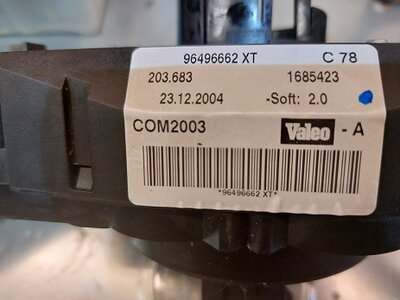 96496662 XT C 78
203.683 1685423
23.12.2004 -Soft: 2.0
COM2003 Valeo - A
*96496662 XT*